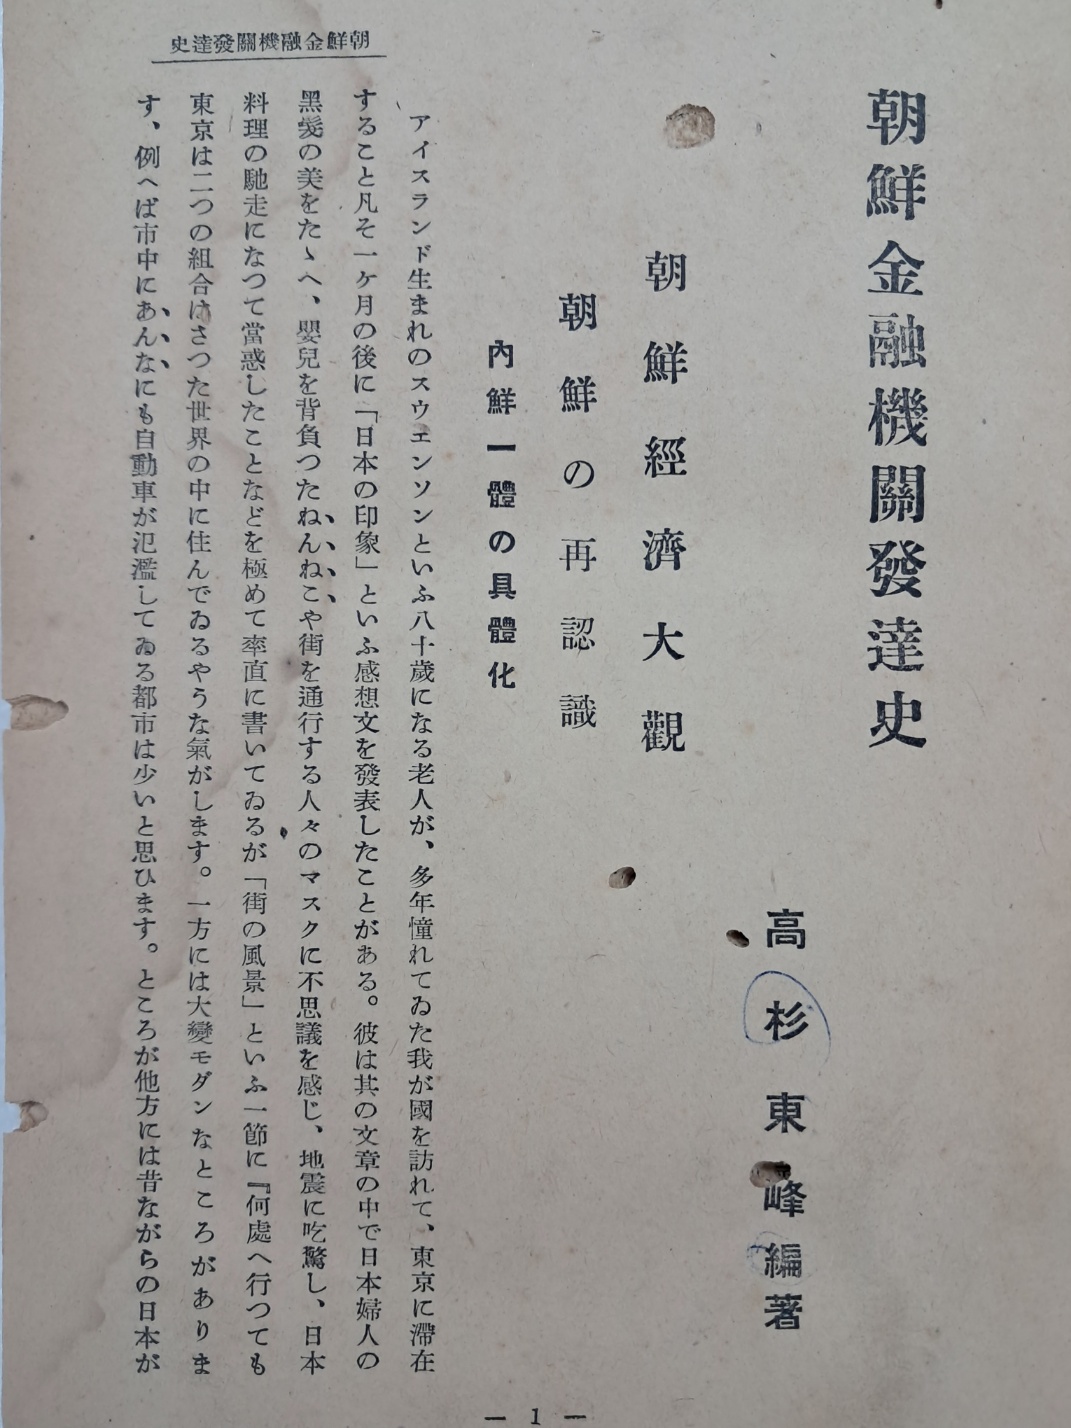 朝鮮金融機關發達史
朝鮮金融機關發達史
高杉東峰編著
朝鮮經濟大觀
朝鮮の再認識
內鮮一體の具體化
アイスランド生まれのスウエンソンといふ八十歲になる老人が、多年憧れてゐた我が國を訪れて、東京に滯在
すること凡そ一ケ月の後に「日本の印象」といふ感想文を發表したことがある。彼は其の文章の中で日本婦人の
黑髮の美をたゝへ、嬰兒を背負つたねんねこや街を通行する人々のマスクに不思議を感じ、地震に吃驚し、日本
料理の馳走になつて當惑したことなどを極めて率直に書いてゐるが「街の風景」といふ一節に『何處へ行つても
東京は二つの組合はさつた世界の中に住んでゐるやうな氣がします。一方には大變モダンなところがありま
す、例へば市中にあんなにも自動車が氾濫してゐる都市は少いと思ひます。ところが他方には昔ながらの日本が
— 1 —